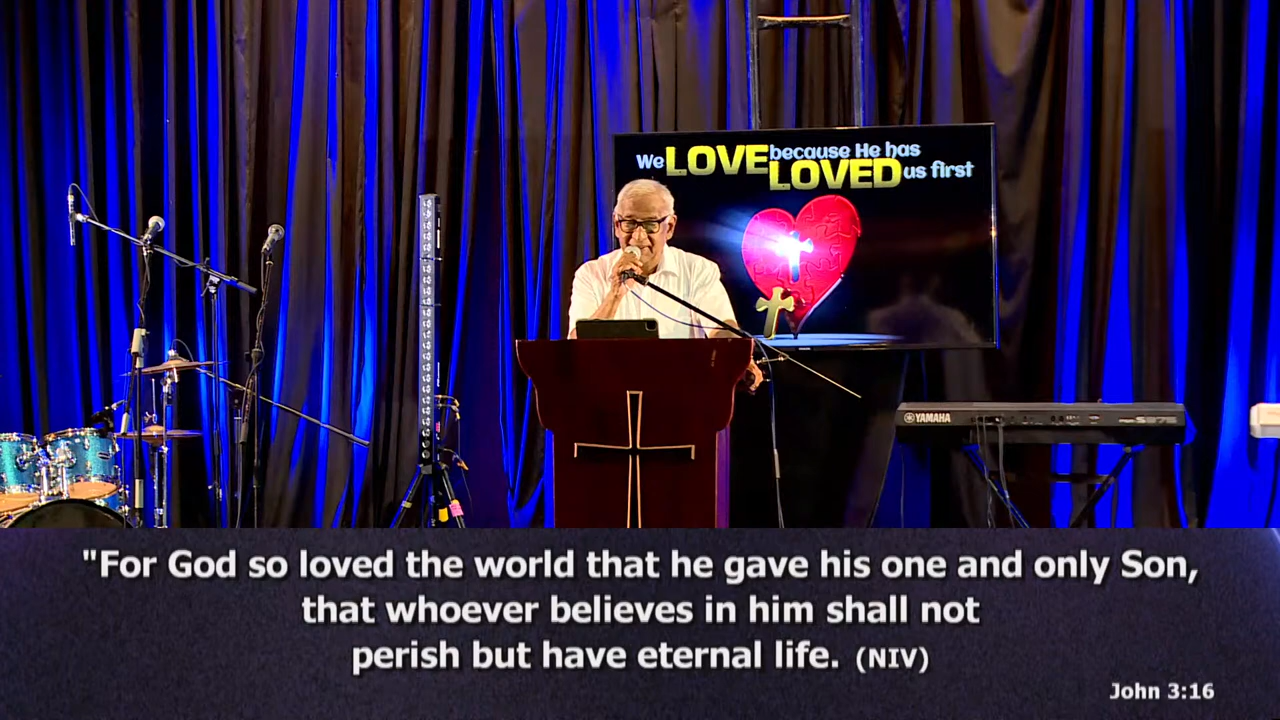 We LOVE because He has
LOVED us first
YAMAHA
"For God so loved the world that he gave his one and only Son,
that whoever believes in him shall not
perish but have eternal life. (NIV)
John 3:16